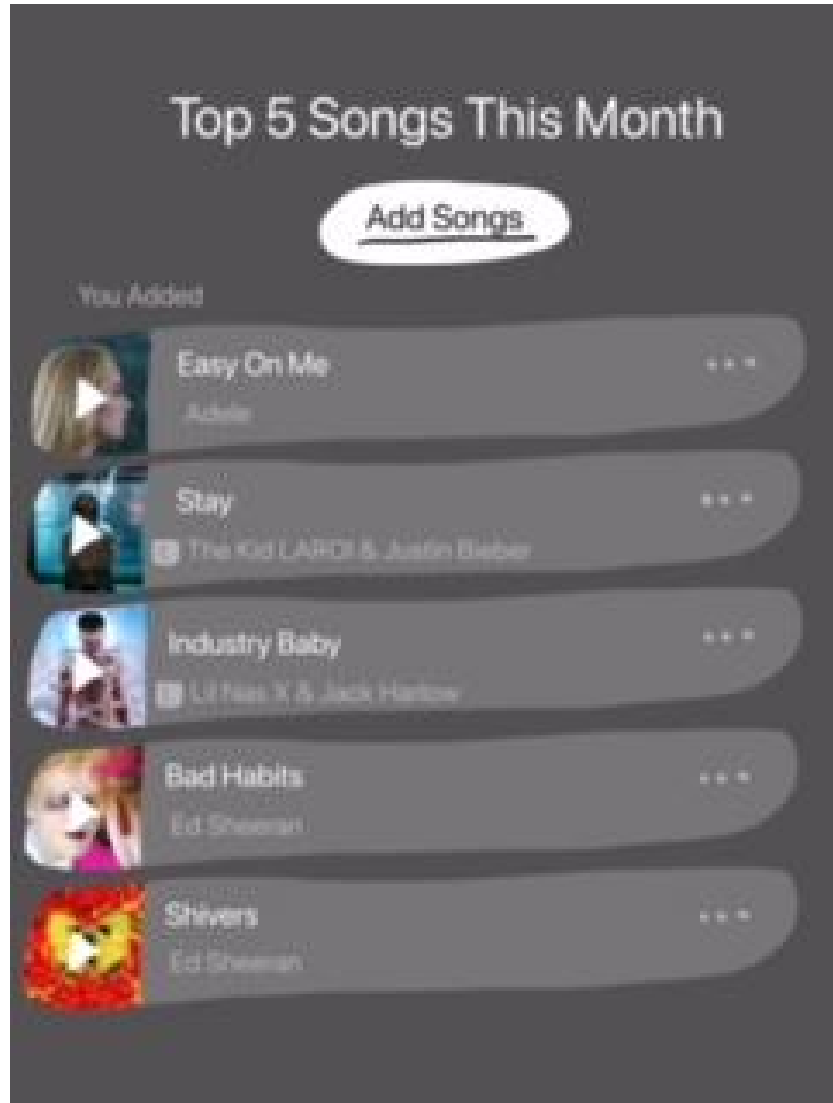 Top 5 Songs This Month
Add Songs
You Added
Easy On Me
Adele
Stay
E The Kid LAROI & Justin Bieber
Industry Baby
E Lil Nas X & Jack Harlow
Bad Habits
Ed Sheeran
Shivers
Ed Sheeran